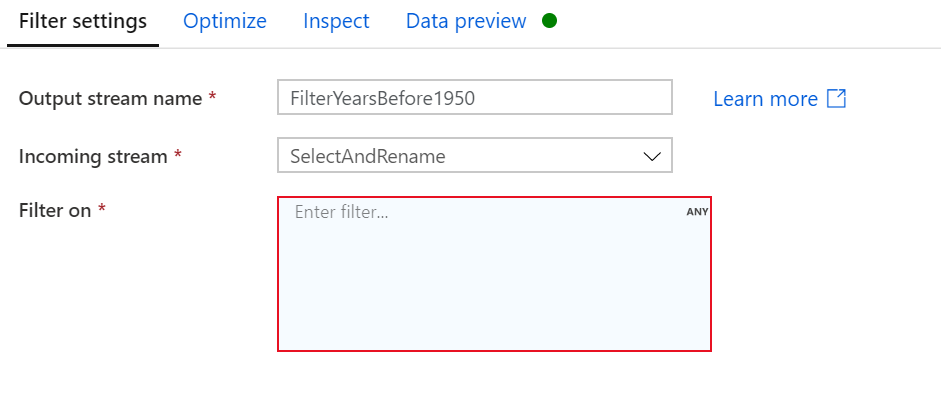 Filter settings Optimize Inspect Data preview
Output stream name * FilterYearsBefore1950 Learn more
Incoming stream * SelectAndRename
Filter on * Enter filter... ANY